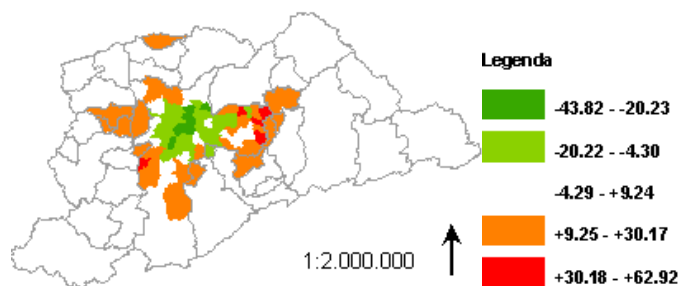 Legenda
-43.82 - -20.23
-20.22 - -4.30
-4.29 - +9.24
+9.25 - +30.17
+30.18 - +62.92
1:2.000.000